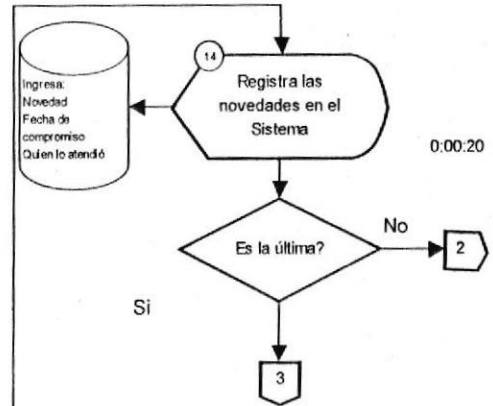 14
Registra las
novedades en el
Sistema
Ingresa:
Novedad
Fecha de
compromiso
Quien lo atendió
0:00:20
Es la última?
No
2
Si
3